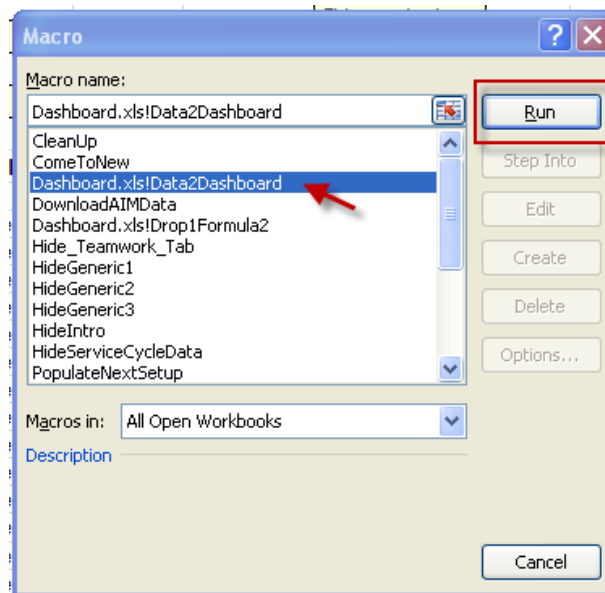 Macro
Macro name:
Dashboard.xls!Data2Dashboard
Run
CleanUp
ComeToNew
Dashboard.xls!Data2Dashboard
DownloadAIMData
Dashboard.xls!Drop1Formula2
Hide_Teamwork_Tab
HideGeneric1
HideGeneric2
HideGeneric3
HideIntro
HideServiceCycleData
PopulateNextSetup
Step Into
Edit
Create
Delete
Options...
Macros in: All Open Workbooks
Description
Cancel